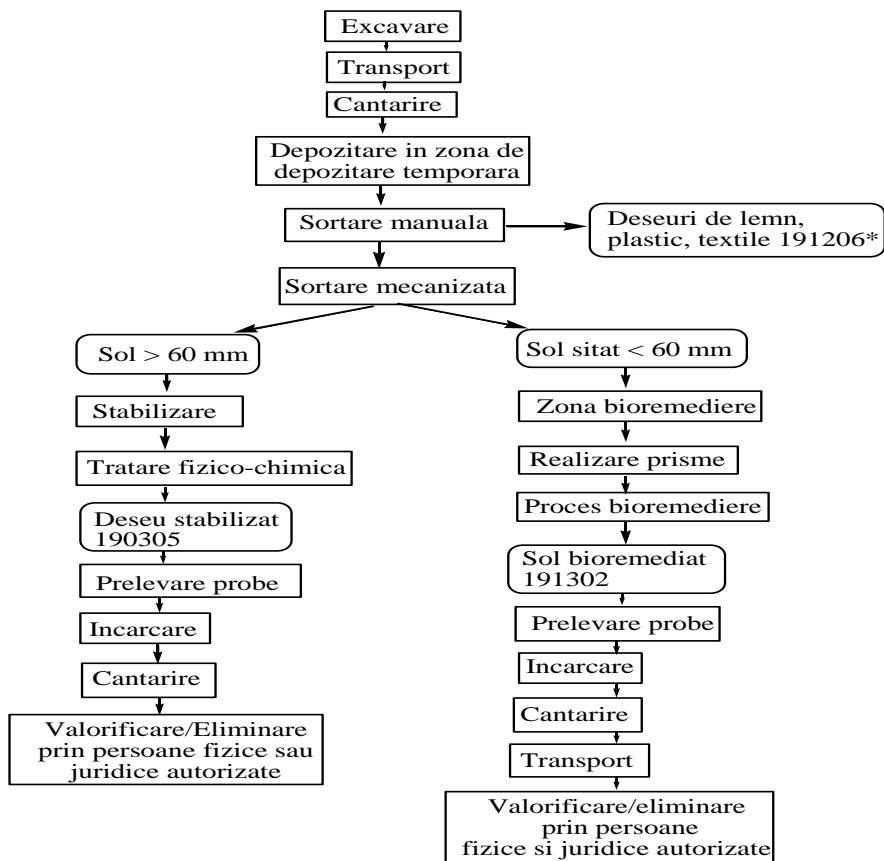 Excavare
Transport
Cantarire
Depozitare in zona de
depozitare temporara
Sortare manuala
Deseuri de lemn,
plastic, textile 191206*
Sortare mecanizata
Sol > 60 mm
Stabilizare
Tratare fizico-chimica
Deseu stabilizat
190305
Prelevare probe
Incarcare
Cantarire
Valorificare/Eliminare
prin persoane fizice sau
juridice autorizate
Sol sitat < 60 mm
Zona bioremediere
Realizare prisme
Proces bioremediere
Sol bioremediat
191302
Prelevare probe
Incarcare
Cantarire
Transport
Valorificare/eliminare
prin persoane
fizice si juridice autorizate